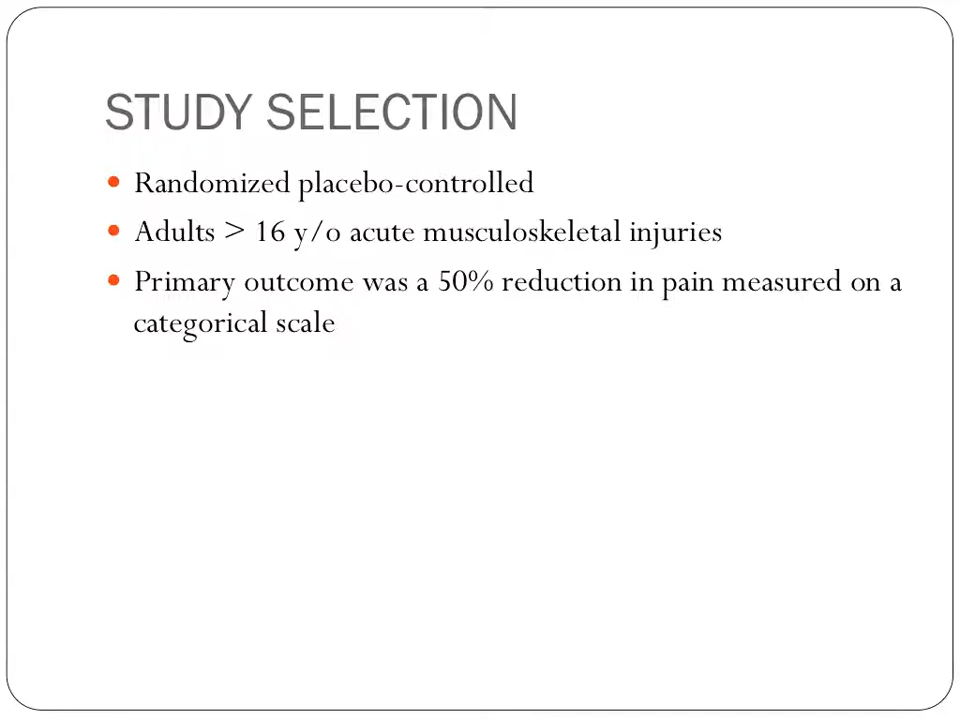 STUDY SELECTION
• Randomized placebo-controlled
• Adults > 16 y/o acute musculoskeletal injuries
• Primary outcome was a 50% reduction in pain measured on a
categorical scale